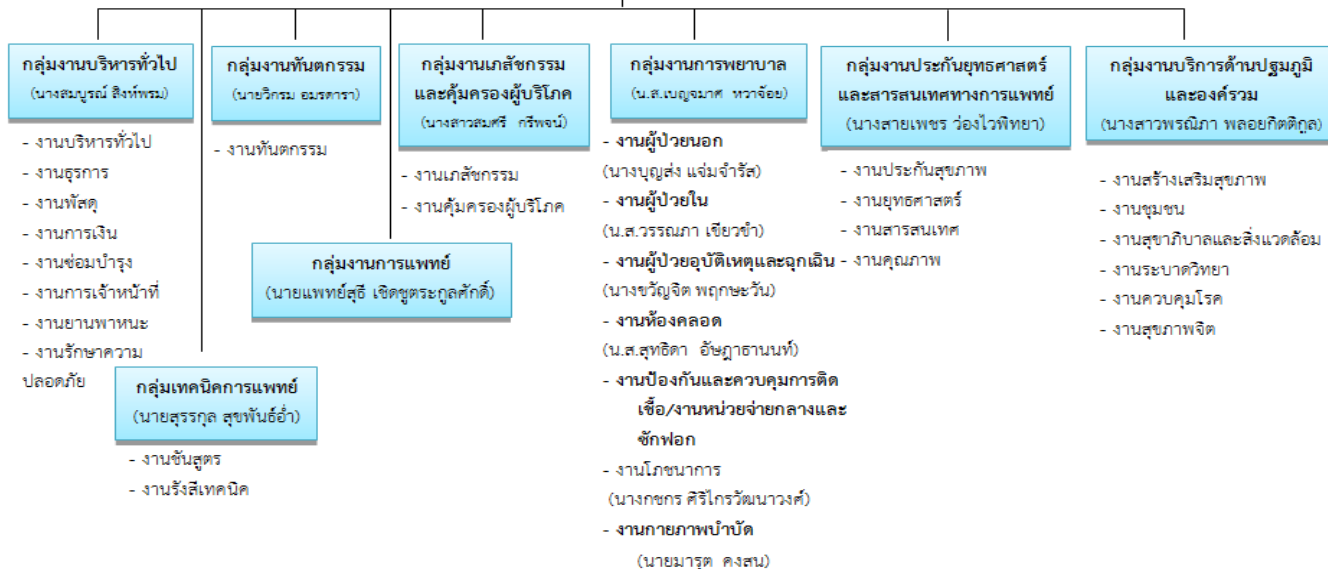 กลุ่มงานบริหารทั่วไป
(นางสมบูรณ์ สิงห์พรม)
- งานบริหารทั่วไป
- งานธุรการ
- งานพัสดุ
- งานการเงิน
- งานซ่อมบำรุง
- งานการเจ้าหน้าที่
- งานยานพาหนะ
- งานรักษาความ
ปลอดภัย
กลุ่มเทคนิคการแพทย์
(นายสุรรกุล สุขพันธ์อ่ำ)
- งานชันสูตร
- งานรังสีเทคนิค
กลุ่มงานทันตกรรม
(นายวิกรม อมรดารา)
- งานทันตกรรม
กลุ่มงานการแพทย์
(นายแพทย์สุธี เชิดชูตระกูลศักดิ์)
กลุ่มงานเภสัชกรรม
และคุ้มครองผู้บริโภค
(นางสาวสมศรี กรีพจน์)
- งานเภสัชกรรม
- งานคุ้มครองผู้บริโภค
กลุ่มงานการพยาบาล
(น.ส.เบญจมาศ ทวาจ้อย)
- งานผู้ป่วยนอก
(นางบุญส่ง แจ่มจำรัส)
- งานผู้ป่วยใน
(น.ส.วรรณภา เขียวขำ)
- งานผู้ป่วยอุบัติเหตุและฉุกเฉิน
(นางขวัญจิต พฤกษะวัน)
- งานห้องคลอด
(น.ส.สุทธิดา อัษฎาธานนท์)
- งานป้องกันและควบคุมการติด
เชื้อ/งานหน่วยจ่ายกลางและ
ซักฟอก
- งานโภชนาการ
(นางกชกร ศิริไกรวัฒนาวงศ์)
- งานกายภาพบำบัด
(นายมารุต คงสน)
กลุ่มงานประกันยุทธศาสตร์
และสารสนเทศทางการแพทย์
(นางสายเพชร ว่องไวพิทยา)
- งานประกันสุขภาพ
- งานยุทธศาสตร์
- งานสารสนเทศ
- งานคุณภาพ
กลุ่มงานบริการด้านปฐมภูมิ
และองค์รวม
(นางสาวพรณิภา พลอยกิตติกูล)
- งานสร้างเสริมสุขภาพ
- งานชุมชน
- งานสุขาภิบาลและสิ่งแวดล้อม
- งานระบาดวิทยา
- งานควบคุมโรค
- งานสุขภาพจิต